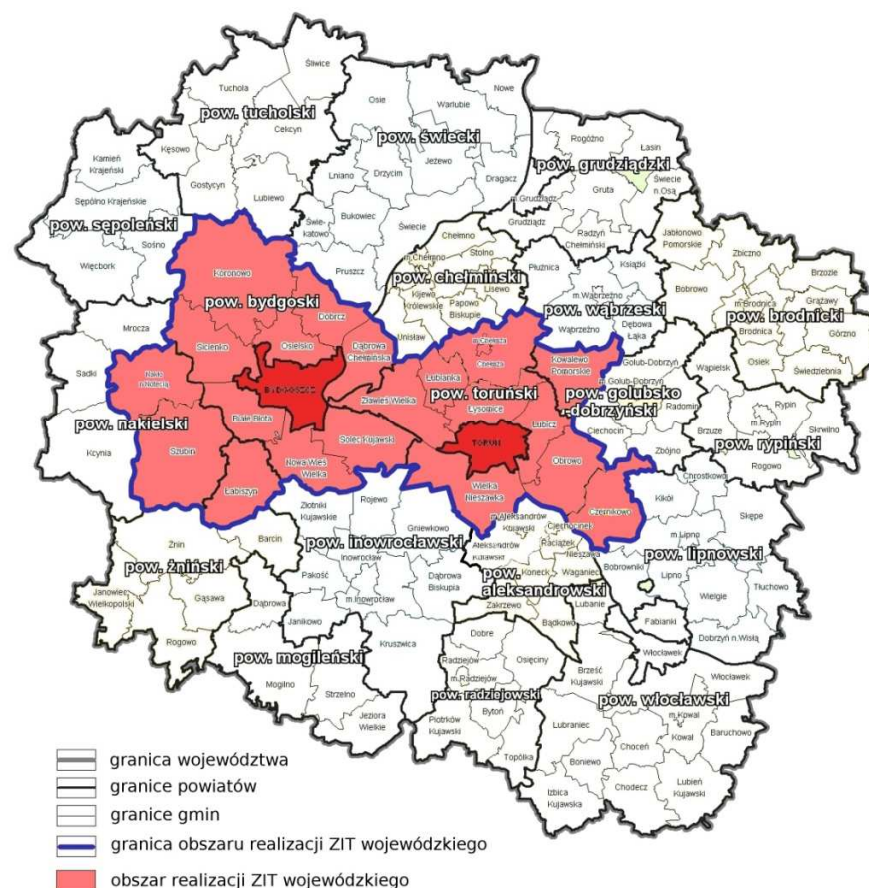 Śliwice
Tuchola
pow. tucholski
Cekcyn
Kęsowo
Gostycyn
Lubiewo
Osie
Warlubie
Nowe
pow. świecki
Lniano
Drzycim
Jeżewo
Dragacz
Świe-
katowo
Bukowiec
Świecie
Pruszcz
Rogóźno
Łasin
pow. grudziądzki
Świecie
n.Osą
Gruta
m.Grudziądz
Grudziądz
Radzyń
Chełmiński
Kamień
Krajeński
Sępólno Krajeńskie
pow. sępoleński
Sośno
Więcbork
Chełmno
m.Chełmno
Stolno
pow. chełmiński
Lisewo
Kijewo
Królewskie
Papowo
Biskupie
Unisław
Płużnica
Książki
m.Wąbrzeźno
pow. wąbrzeski
Wąbrzeźno
Dębowa
Łąka
Jabłonowo
Pomorskie
Zbiczno
Bobrowo
Brzozie
m.Brodnica
Grążawy
pow. brodnicki
Brodnica
Górzno
Osiek
Świedziebnia
Koronowo
pow. bydgoski
Dobrcz
Sicienko
Osielsko
Dąbrowa
Chełmińska
BYDGOSZCZ
Białe Błota
Solec Kujawski
Nowa Wieś
Wielka
Mrocza
Sadki
Nakło
n.Notecią
pow. nakielski
Kcynia
Szubin
Łabiszyn
m.Chełmża
Chełmża
Łubianka
pow. toruński
Zławieś Wielka
Łysomice
Lubicz
TORUŃ
Obrowo
Wielka
Nieszawka
Czernikowo
Kowalewo
Pomorskie
Golub-Dobrzyń
m.Golub-Dobrzyń
pow. golubsko
-dobrzyński
Radomin
Ciechocin
Zbójno
Wąpielsk
Rypin
m.Rypin
Brzuze
Skrwilno
pow. rypiński
Rogowo
Chrostkowo
Kikół
Skępe
m.Lipno
pow. lipnowski
Bobrowniki
Lipno
Tłuchowo
Wielgie
Fabianki
Dobrzyń n.Wisłą
Złotniki
Kujawskie
Rojewo
Gniewkowo
pow. inowrocławski
Inowrocław
Pakość
Dąbrowa
Biskupia
m.Inowrocław
Janikowo
Kruszwica
m.Aleksandrów
Kujawski
Ciechocinek
Aleksandrów
Kujawski
Raciążek
Nieszawa
pow.
aleksandrowski
Koneck
Waganiec
Zakrzewo
Bądkowo
Lubanie
Barcin
Żnin
pow. żniński
Janowiec
Wielkopolski
Gąsawa
Rogowo
Dąbrowa
pow. mogileński
Mogilno
Strzelno
Jeziora
Wielkie
Dobre
Osięciny
Radziejów
m.Radziejów
pow. radziejowski
Bytoń
Piotrków
Kujawski
Topólka
Włocławek
Brześć
Kujawski
Włocławek
pow. włocławski
Lubraniec
m.Kowal
Kowal
Baruchowo
Choceń
Boniewo
Izbica
Kujawska
Chodecz
Lubień
Kujawski
granica województwa
granice powiatów
granice gmin
granica obszaru realizacji ZIT wojewódzkiego
obszar realizacji ZIT wojewódzkiego